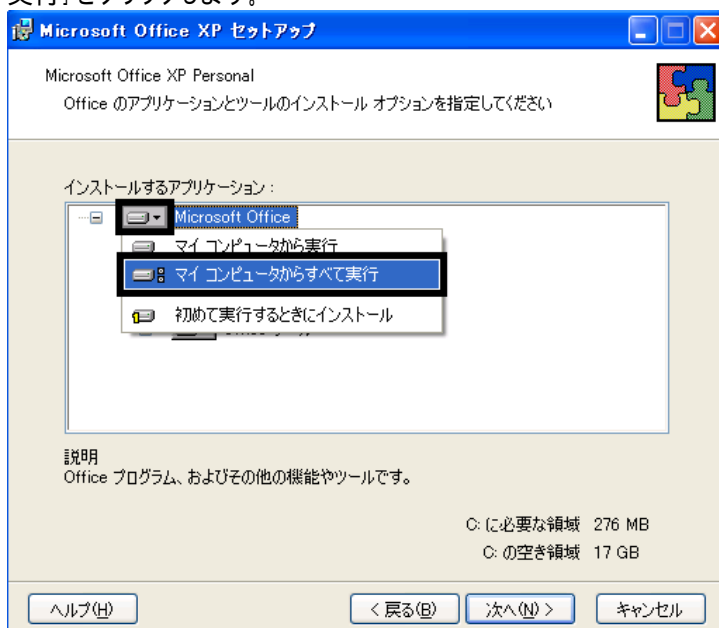 Microsoft Office XP セットアップ
Microsoft Office XP Personal
Office のアプリケーションとツールのインストール オプションを指定してください
インストールするアプリケーション :
Microsoft Office
マイ コンピュータから実行
マイ コンピュータからすべて実行
初めて実行するときにインストール
説明
Office プログラム、およびその他の機能やツールです。
C: に必要な領域 276 MB
C: の空き領域 17 GB
ヘルプ(H)
< 戻る(B)
次へ(N) >
キャンセル